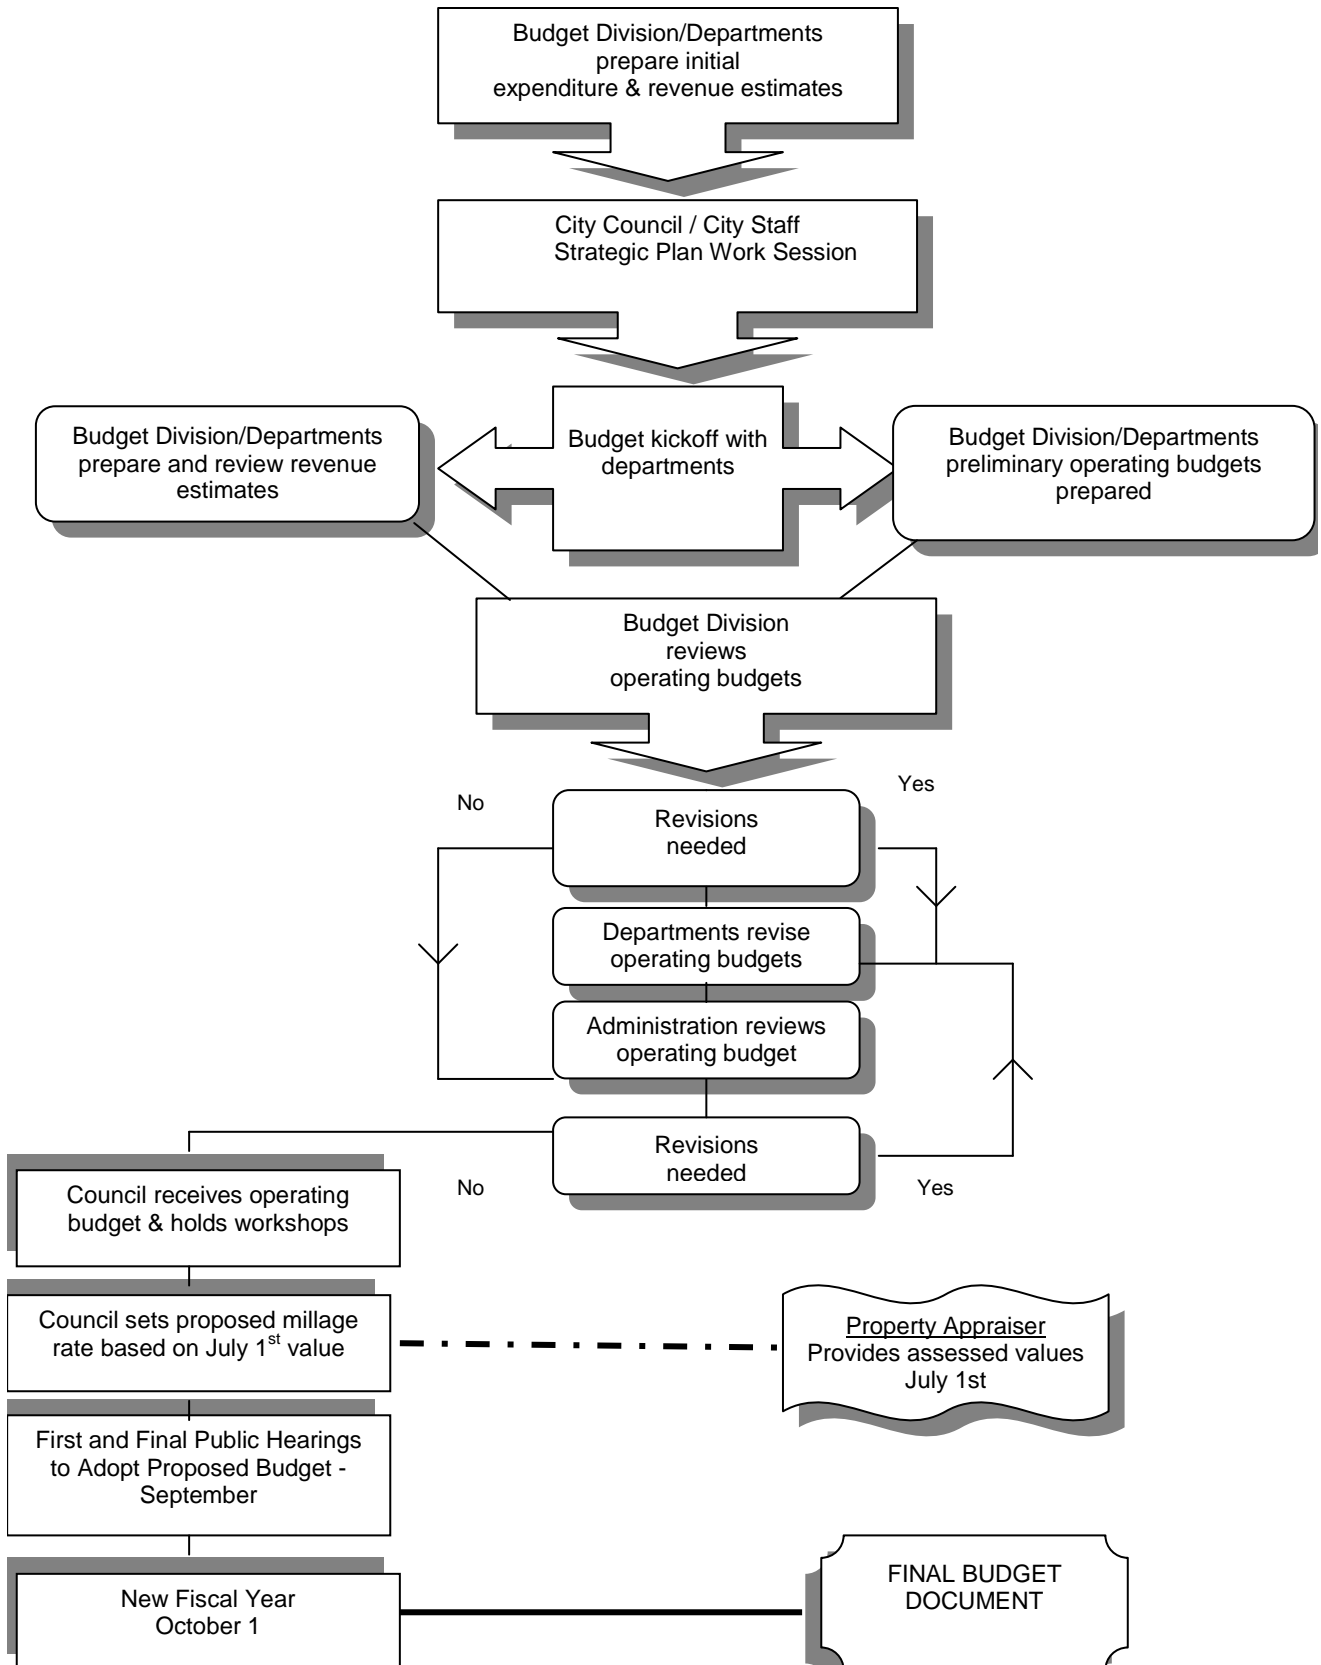 Budget Division/Departments
prepare initial
expenditure & revenue estimates
City Council / City Staff
Strategic Plan Work Session
Budget Division/Departments
prepare and review revenue
estimates
Budget kickoff with
departments
Budget Division/Departments
preliminary operating budgets
prepared
Budget Division
reviews
operating budgets
No
Yes
Revisions
needed
Departments revise
operating budgets
Administration reviews
operating budget
Revisions
needed
No
Yes
Council receives operating
budget & holds workshops
Council sets proposed millage
rate based on July 1st value
Property Appraiser
Provides assessed values
July 1st
First and Final Public Hearings
to Adopt Proposed Budget -
September
New Fiscal Year
October 1
FINAL BUDGET
DOCUMENT